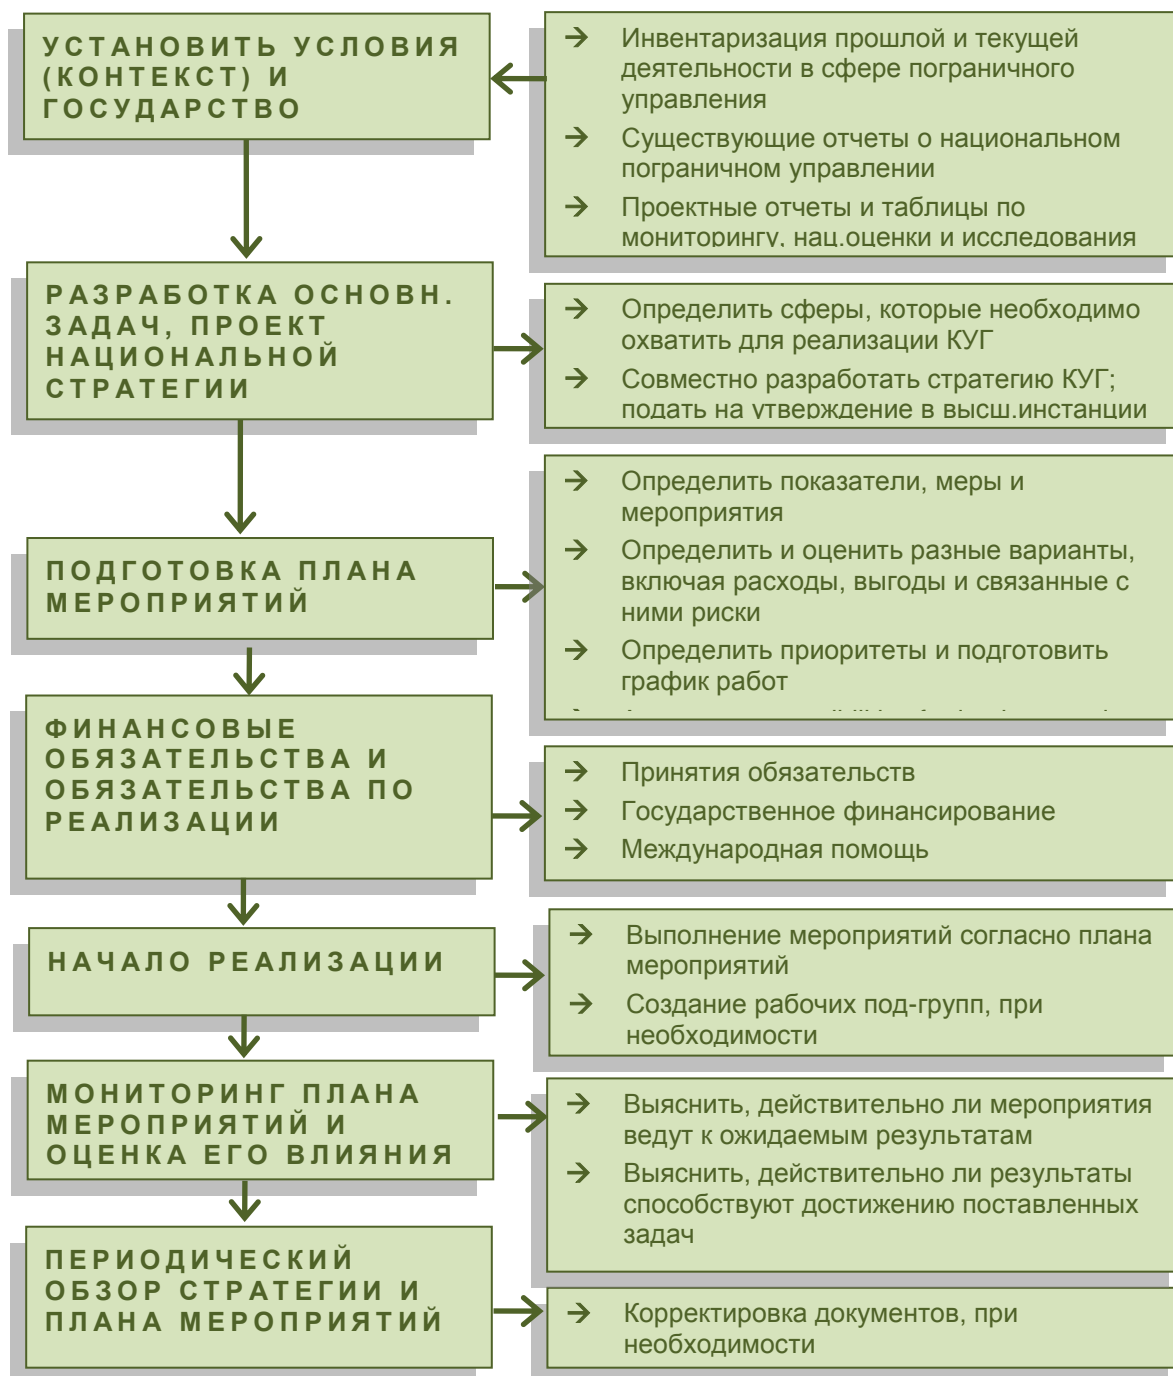 УСТАНОВИТЬ УСЛОВИЯ
(КОНТЕКСТ) И
ГОСУДАРСТВО
→ Инвентаризация прошлой и текущей
деятельности в сфере пограничного
управления
→ Существующие отчеты о национальном
пограничном управлении
→ Проектные отчеты и таблицы по
мониторингу, нац.оценки и исследования
РАЗРАБОТКА ОСНОВН.
ЗАДАЧ, ПРОЕКТ
НАЦИОНАЛЬНОЙ
СТРАТЕГИИ
→ Определить сферы, которые необходимо
охватить для реализации КУГ
→ Совместно разработать стратегию КУГ;
подать на утверждение в высш.инстанции
ПОДГОТОВКА ПЛАНА
МЕРОПРИЯТИЙ
→ Определить показатели, меры и
мероприятия
→ Определить и оценить разные варианты,
включая расходы, выгоды и связанные с
ними риски
→ Определить приоритеты и подготовить
график работ
ФИНАНСОВЫЕ
ОБЯЗАТЕЛЬСТВА И
ОБЯЗАТЕЛЬСТВА ПО
РЕАЛИЗАЦИИ
→ Принятия обязательств
→ Государственное финансирование
→ Международная помощь
НАЧАЛО РЕАЛИЗАЦИИ
→ Выполнение мероприятий согласно плана
мероприятий
→ Создание рабочих под-групп, при
необходимости
МОНИТОРИНГ ПЛАНА
МЕРОПРИЯТИЙ И
ОЦЕНКА ЕГО ВЛИЯНИЯ
→ Выяснить, действительно ли мероприятия
ведут к ожидаемым результатам
→ Выяснить, действительно ли результаты
способствуют достижению поставленных
задач
ПЕРИОДИЧЕСКИЙ
ОБЗОР СТРАТЕГИИ И
ПЛАНА МЕРОПРИЯТИЙ
→ Корректировка документов, при
необходимости